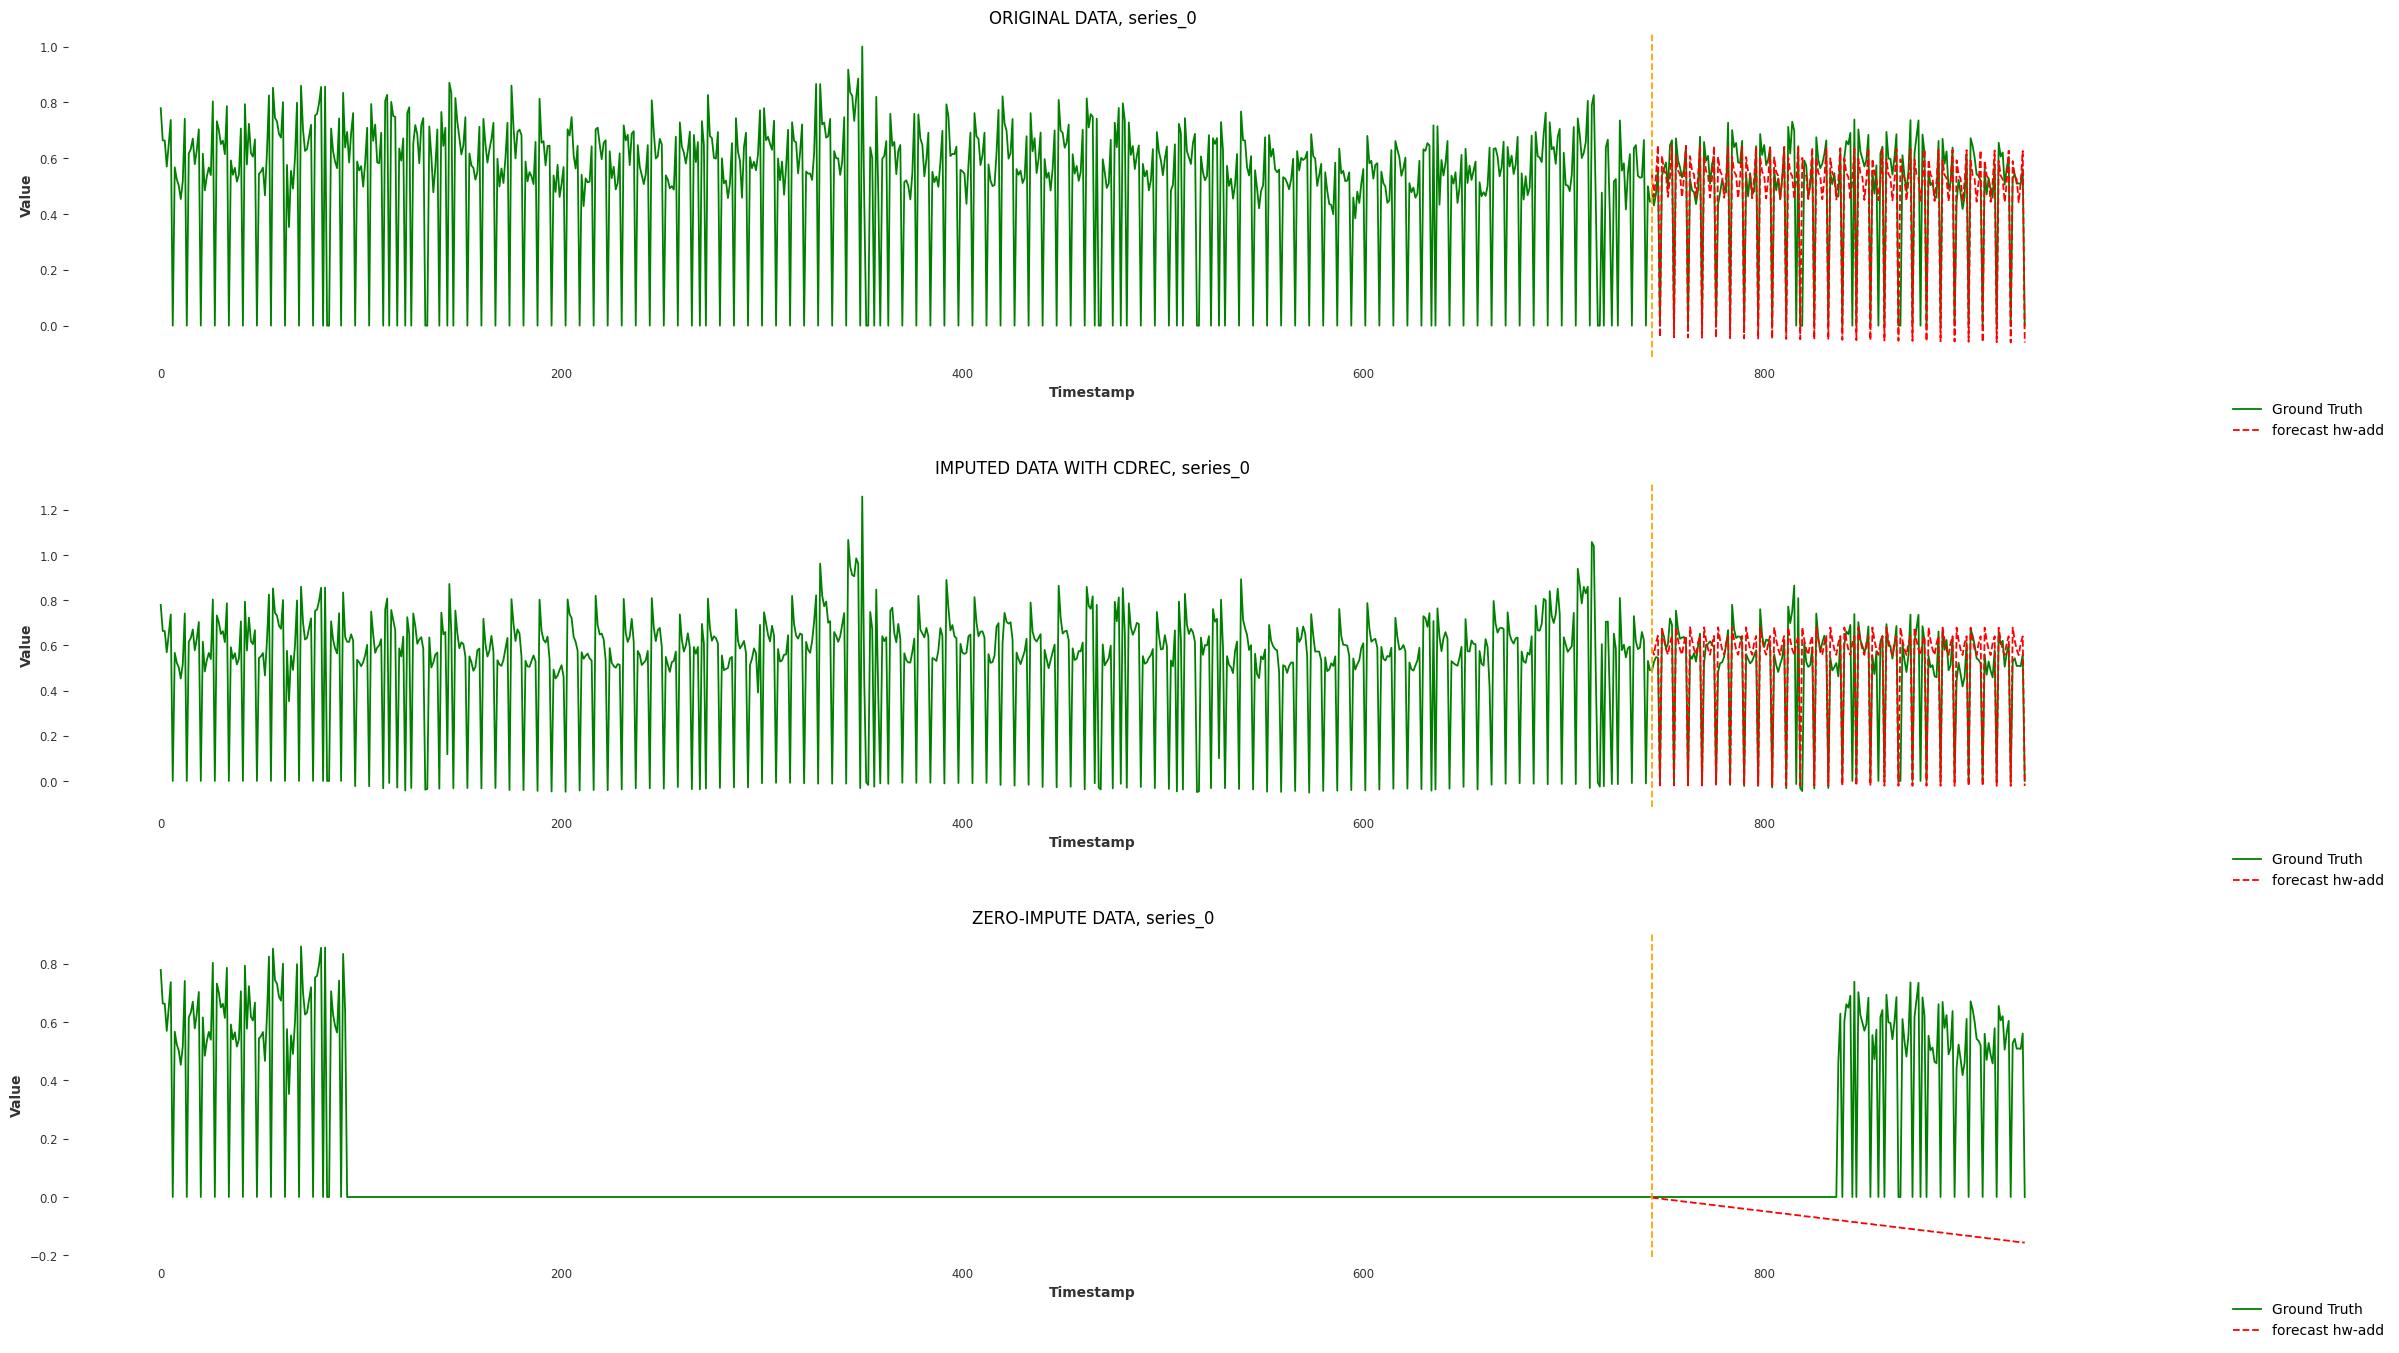 ORIGINAL DATA, series_0
1.0
0.8
0.6
0.4
0.2
0.0
Value
0 200 400 600 800
Timestamp
Ground Truth
forecast hw-add
IMPUTED DATA WITH CDREC, series_0
1.2
1.0
0.8
0.6
0.4
0.2
0.0
Value
0 200 400 600 800
Timestamp
Ground Truth
forecast hw-add
ZERO-IMPUTE DATA, series_0
0.8
0.6
0.4
0.2
0.0
−0.2
Value
0 200 400 600 800
Timestamp
Ground Truth
forecast hw-add